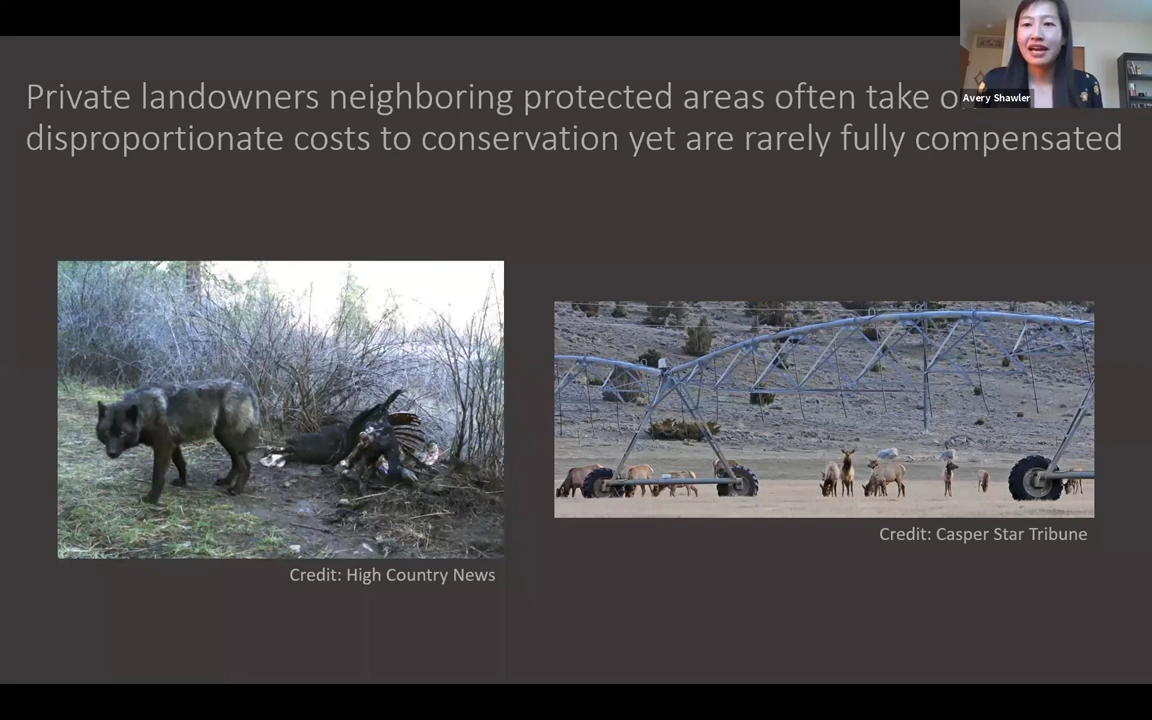 Private landowners neighboring protected areas often take
disproportionate costs to conservation yet are rarely fully compensated
Avery Shawler
Credit: Casper Star Tribune
Credit: High Country News